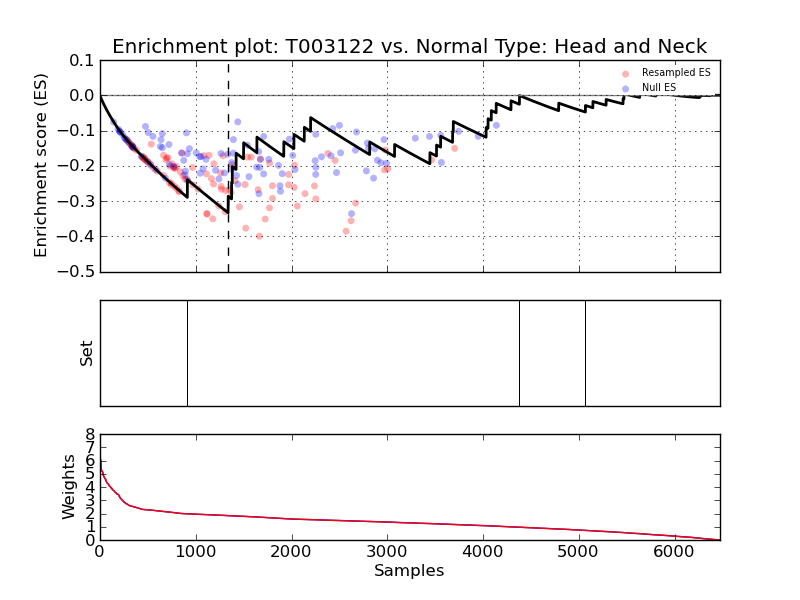 Enrichment plot: T003122 vs. Normal Type: Head and Neck
Enrichment score (ES)
0.1
0.0
−0.1
−0.2
−0.3
−0.4
−0.5
Resampled ES
Null ES
Set
Weights
8
7
6
5
4
3
2
1
0
0 1000 2000 3000 4000 5000 6000
Samples